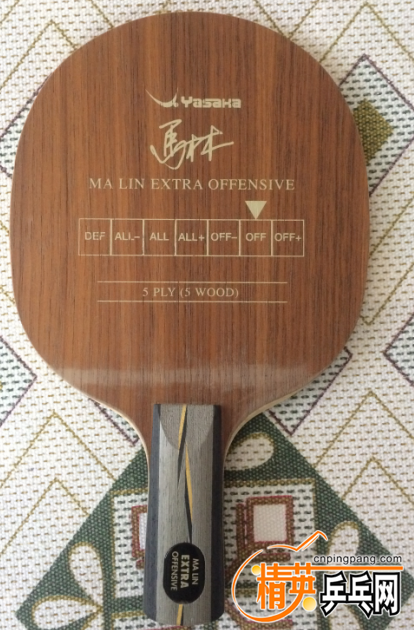 Yasaka
馬林
MA LIN EXTRA OFFENSIVE
DEF ALL- ALL ALL+ OFF- OFF OFF+
5 PLY (5 WOOD)
MA LIN
EXTRA
OFFENSIVE
cnpingpang.com
精英乒乓网